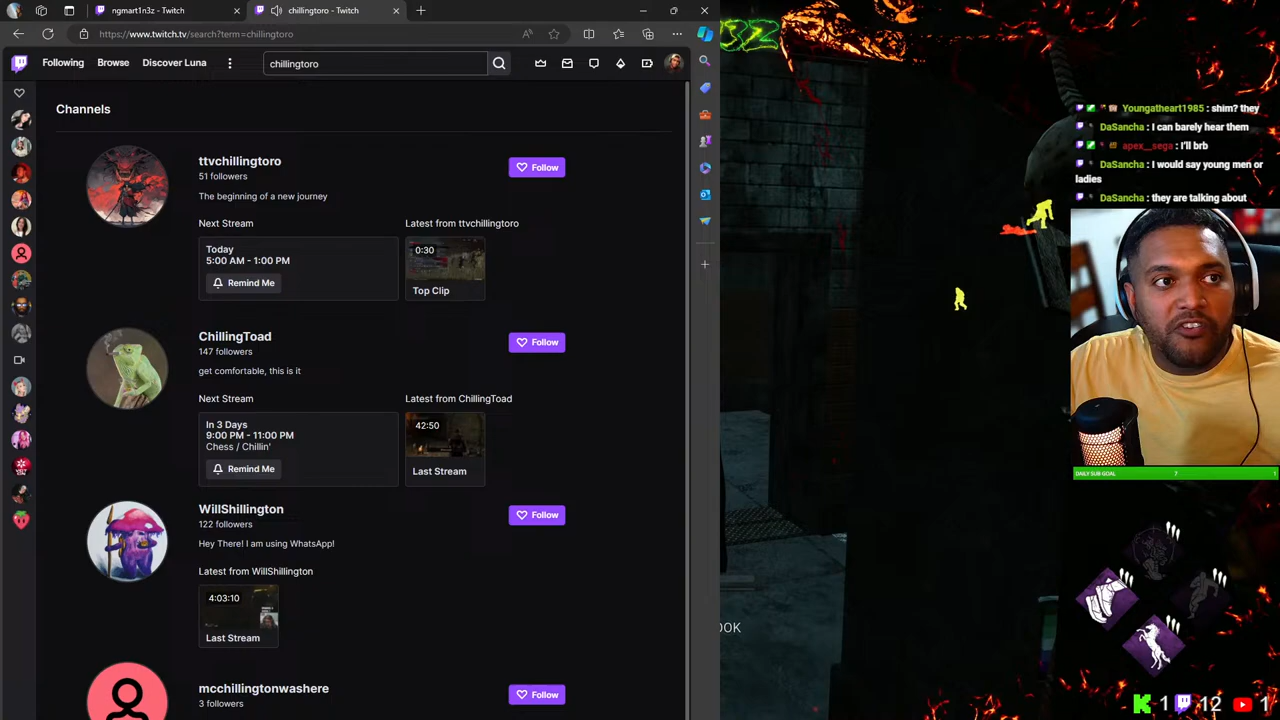 ngmart1n3z - Twitch
chillingtoro - Twitch
https://www.twitch.tv/search?term=chillingtoro
Following
Browse
Discover Luna
chillingtoro
Channels
ttvchillingtoro
51 followers
The beginning of a new journey
Follow
Next Stream
Today
5:00 AM - 1:00 PM
Remind Me
Latest from ttvchillingtoro
0:30
Top Clip
ChillingToad
147 followers
get comfortable, this is it
Follow
Next Stream
In 3 Days
9:00 PM - 11:00 PM
Chess / Chillin'
Remind Me
Latest from ChillingToad
42:50
Last Stream
WillShillington
122 followers
Hey There! I am using WhatsApp!
Follow
Latest from WillShillington
4:03:10
Last Stream
mcchillingtonwashere
3 followers
Follow
OOK
Youngatheart1985 : shim? they
DaSancha : I can barely hear them
apex__sega : I'll brb
DaSancha : I would say young men or
ladies
DaSancha : they are talking about
DAILY SUB GOAL 7 1
K 1 12 1